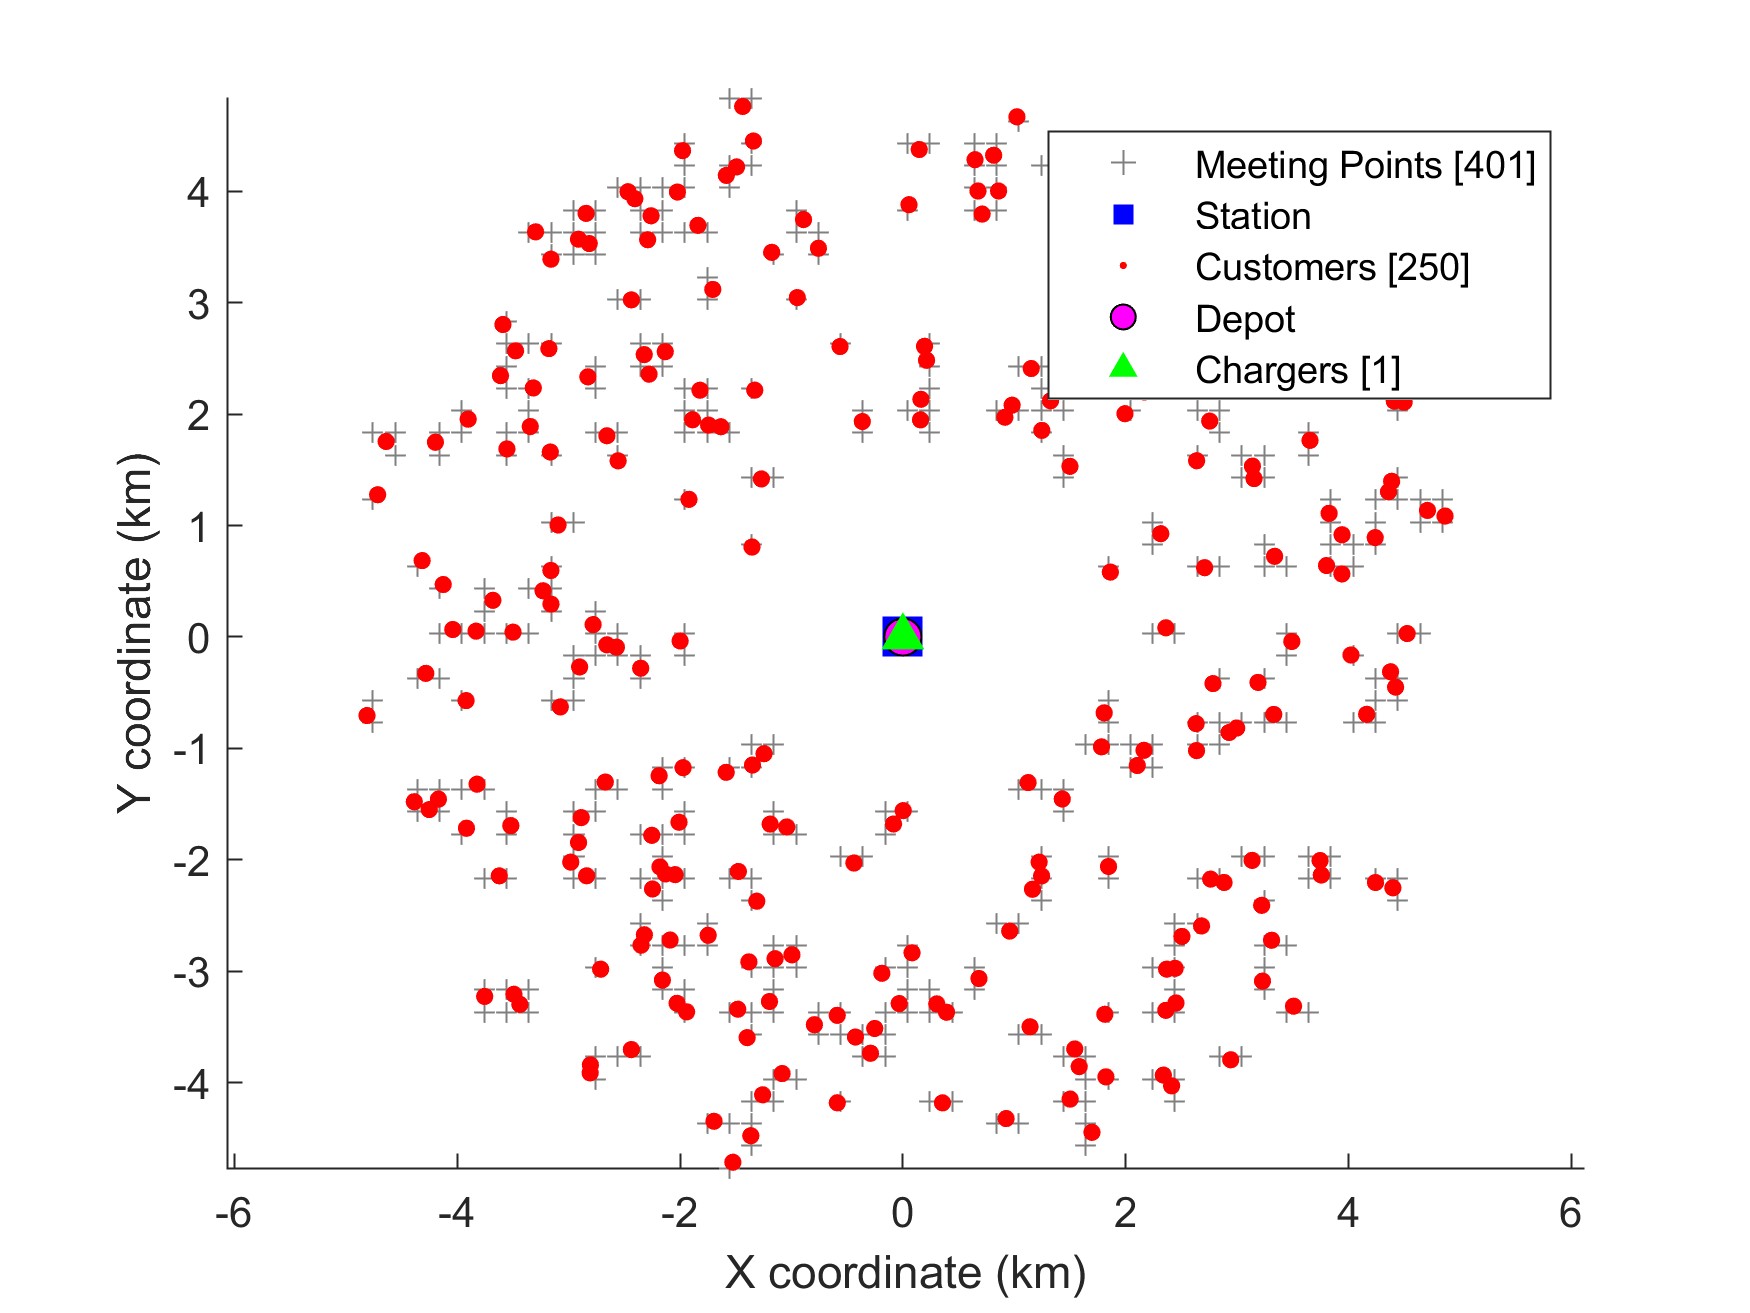 Meeting Points [401]
Station
Customers [250]
Depot
Chargers [1]
4
3
2
1
0
-1
-2
-3
-4
Y coordinate (km)
-6 -4 -2 0 2 4 6
X coordinate (km)